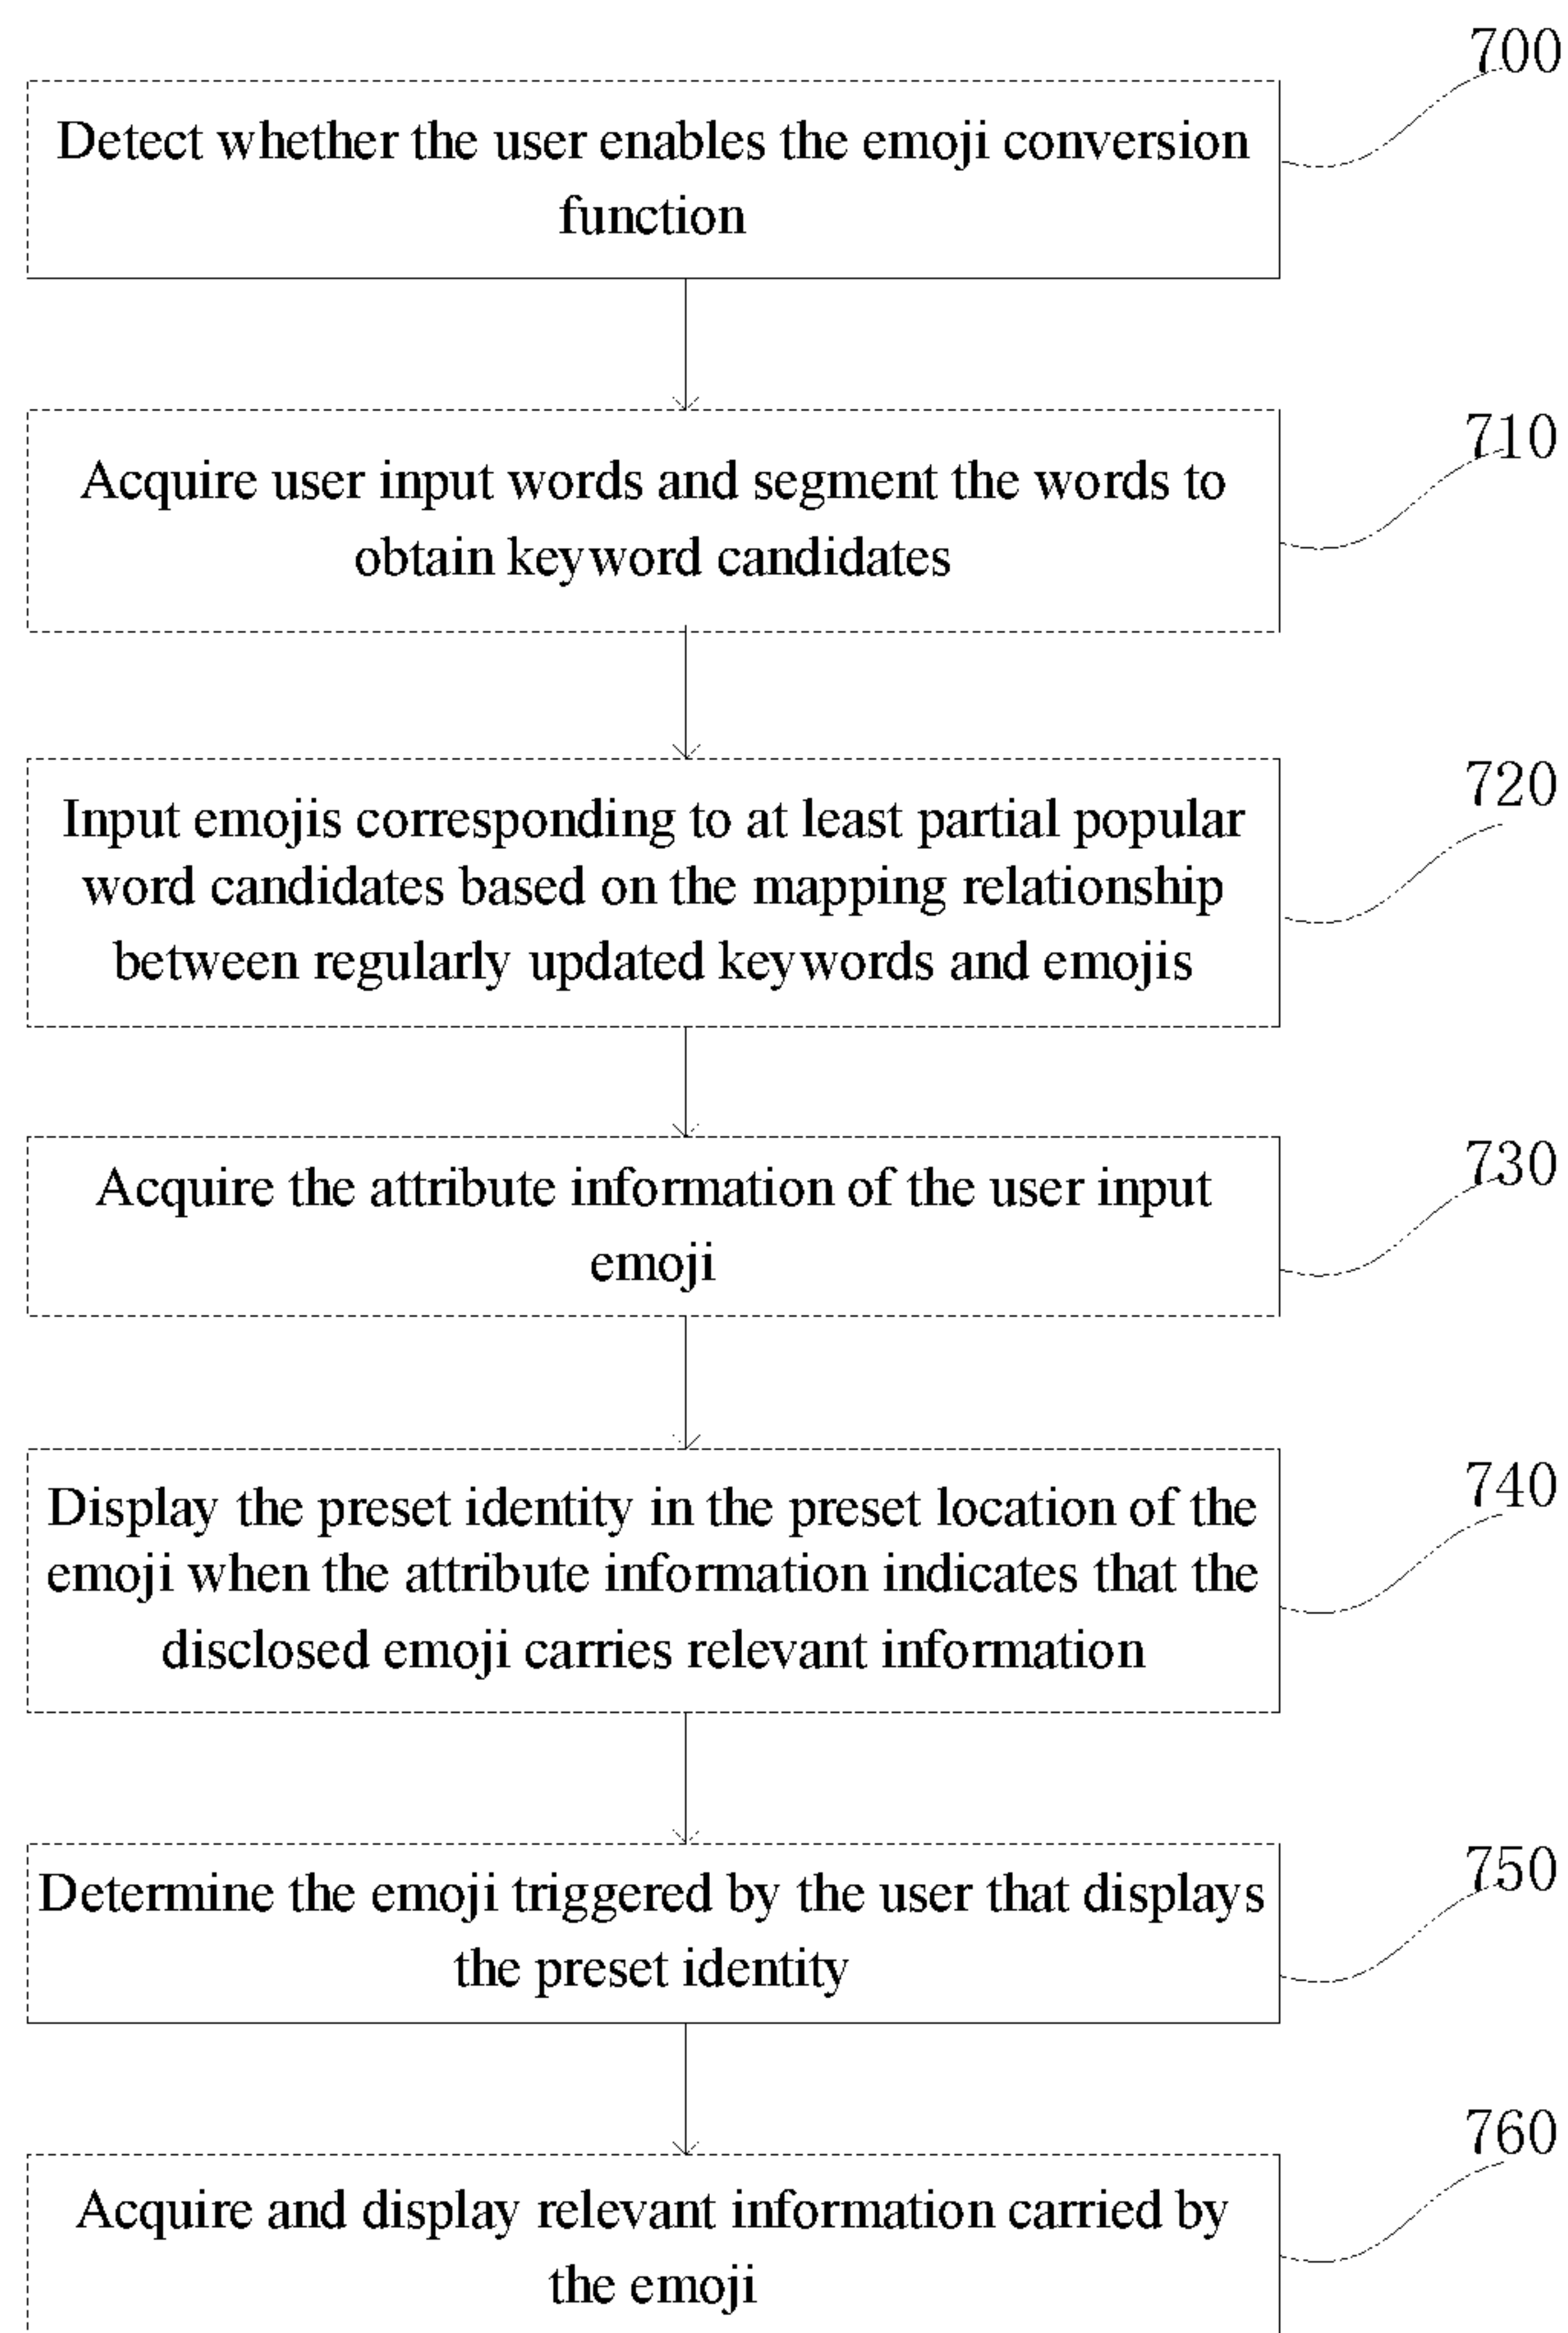 700
Detect whether the user enables the emoji conversion
function
710
Acquire user input words and segment the words to
obtain keyword candidates
720
Input emojis corresponding to at least partial popular
word candidates based on the mapping relationship
between regularly updated keywords and emojis
730
Acquire the attribute information of the user input
emoji
740
Display the preset identity in the preset location of the
emoji when the attribute information indicates that the
disclosed emoji carries relevant information
750
Determine the emoji triggered by the user that displays
the preset identity
760
Acquire and display relevant information carried by
the emoji